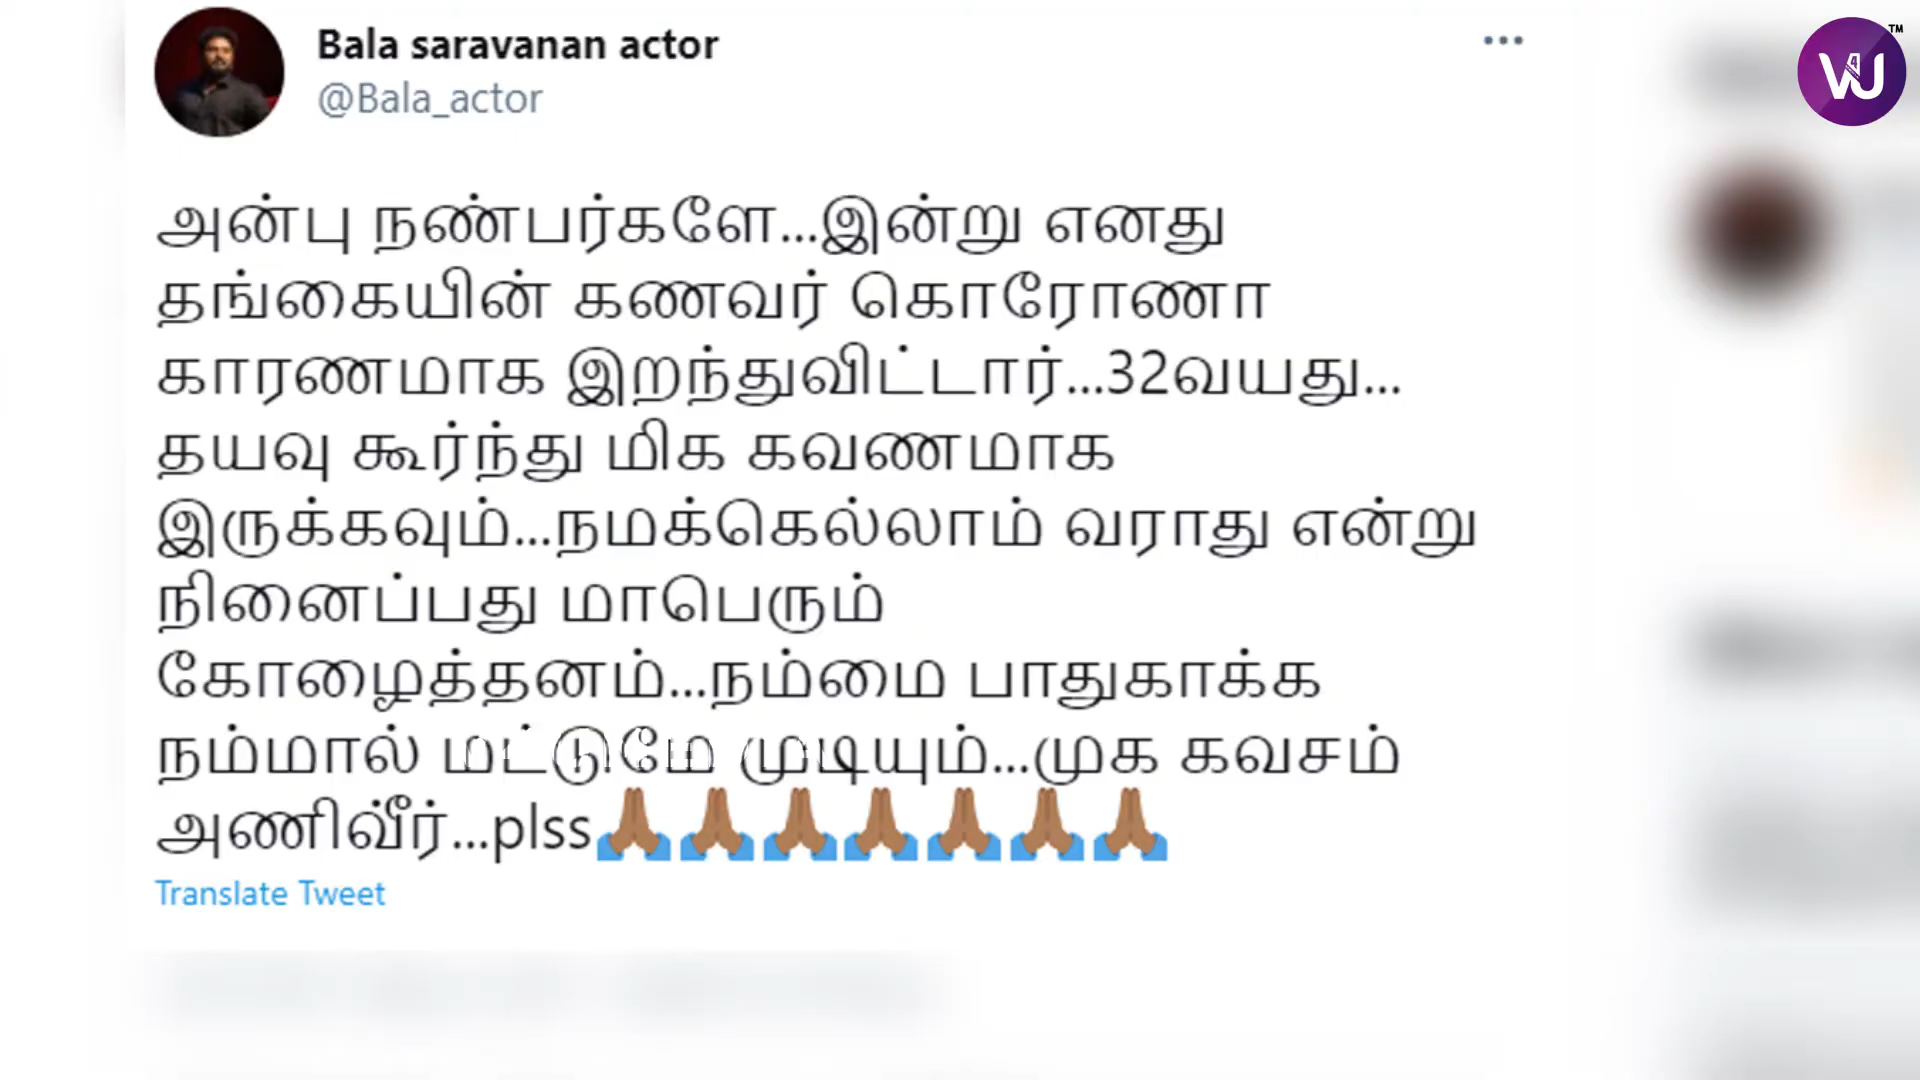 Bala saravanan actor
@Bala_actor
அன்பு நண்பர்களே...இன்று எனது
தங்கையின் கணவர் கொரோணா
காரணமாக இறந்துவிட்டார்...32வயது...
தயவு கூர்ந்து மிக கவணமாக
இருக்கவும்...நமக்கெல்லாம் வராது என்று
நினைப்பது மாபெரும்
கோழைத்தனம்...நம்மை பாதுகாக்க
நம்மால் மட்டுமே முடியும்...முக கவசம்
அணிவீர்...plss🙏🏾🙏🏾🙏🏾🙏🏾🙏🏾🙏🏾🙏🏾
Translate Tweet